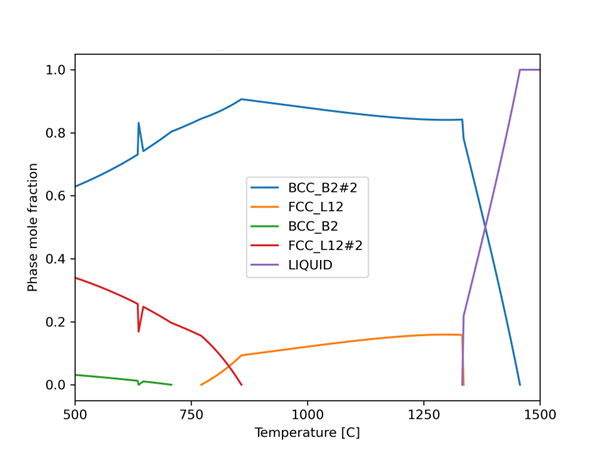 1.0
0.8
0.6
0.4
0.2
0.0
Phase mole fraction
BCC_B2#2
FCC_L12
BCC_B2
FCC_L12#2
LIQUID
500 750 1000 1250 1500
Temperature [C]